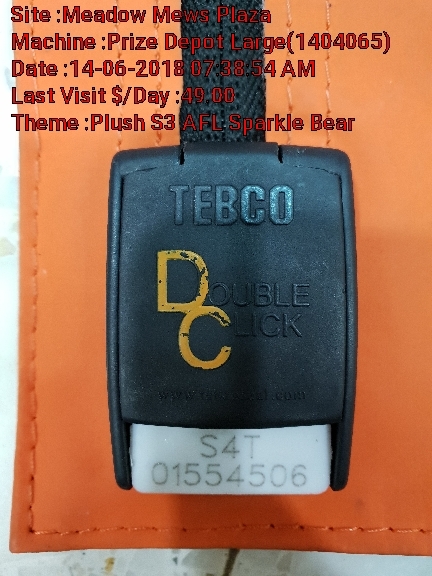 Site :Meadow Mews Plaza
Machine :Prize Depot Large(1404065)
Date :14-06-2018 07:38:54 AM
Last Visit $/Day :49.00
Theme :Plush S3 AFL Sparkle Bear
TEBCO
DOUBLE
CLICK
S4T
01554506